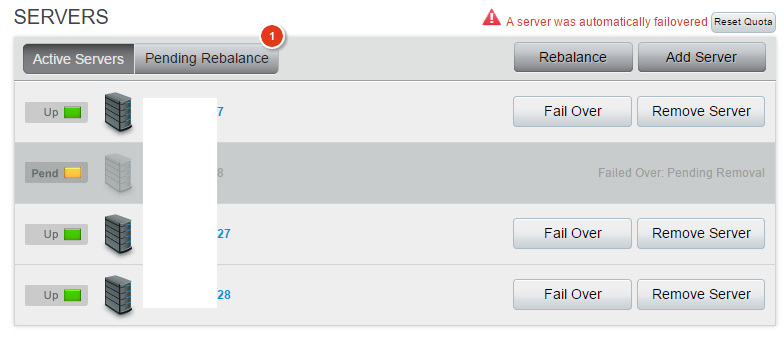 SERVERS
A server was automatically failovered Reset Quota
1
Active Servers Pending Rebalance Rebalance Add Server
Up 7 Fail Over Remove Server
Pend 8 Failed Over: Pending Removal
Up 27 Fail Over Remove Server
Up 28 Fail Over Remove Server